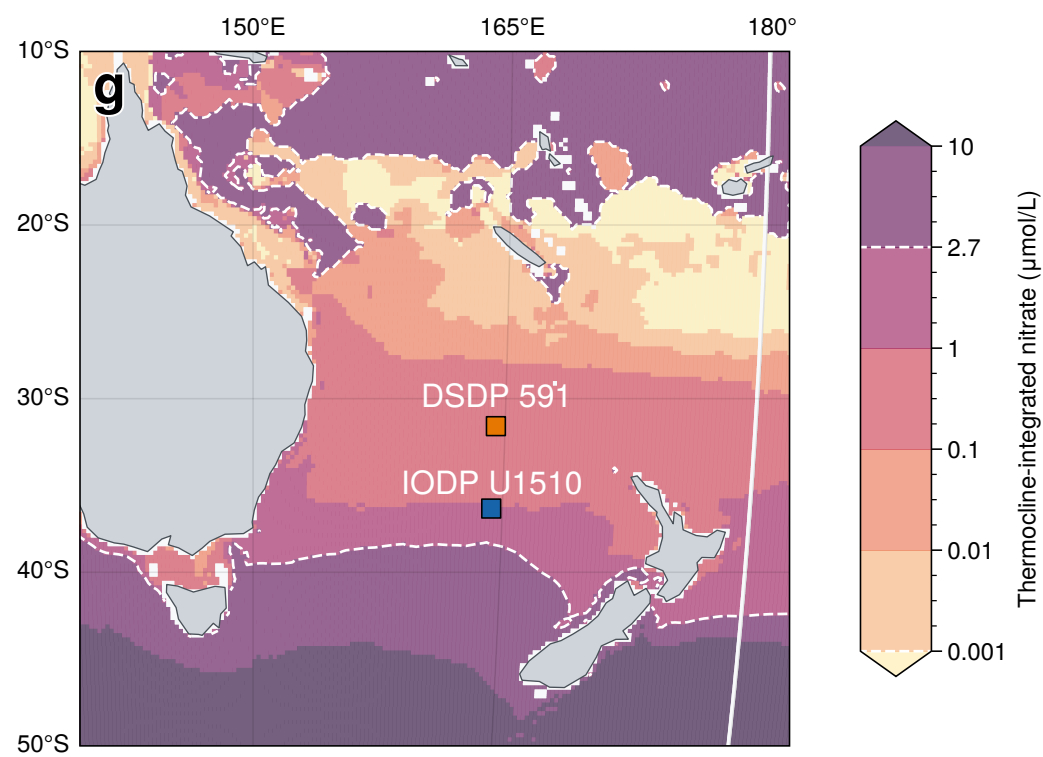 150°E 165°E 180°
10°S
g
20°S
30°S
40°S
50°S
DSDP 591
IODP U1510
10
2.7
1
0.1
0.01
0.001
Thermocline-integrated nitrate (µmol/L)